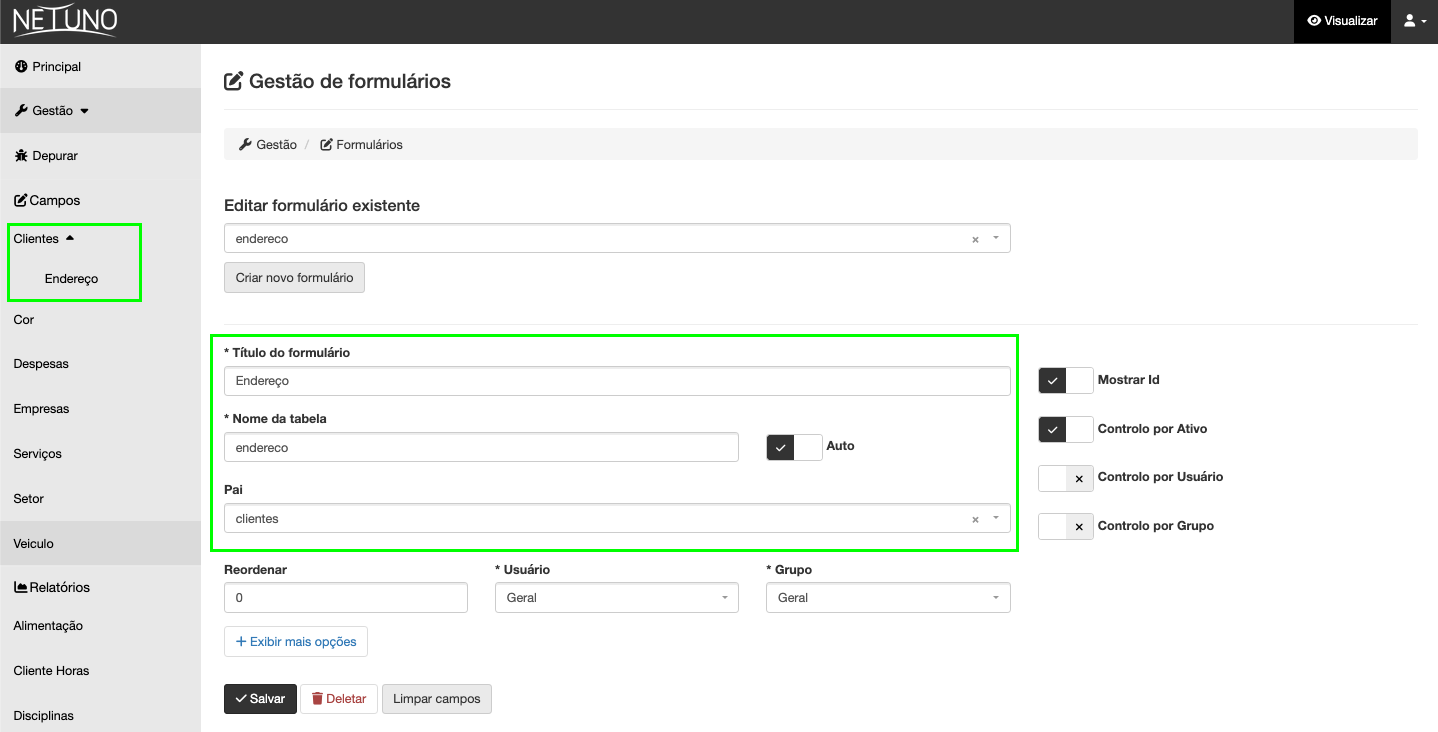 NETUNO
Visualizar
Principal
Gestão
Depurar
Campos
Clientes
Endereço
Cor
Despesas
Empresas
Serviços
Setor
Veiculo
Relatórios
Alimentação
Cliente Horas
Disciplinas
Gestão de formulários
Gestão / Formulários
Editar formulário existente
endereco × 
Criar novo formulário
* Título do formulário
Endereço
* Nome da tabela
endereco
Auto
Pai
clientes ×
Mostrar Id
Controlo por Ativo
Controlo por Usuário
Controlo por Grupo
Reordenar * Usuário * Grupo
0 Geral Geral
+ Exibir mais opções
Salvar Deletar Limpar campos